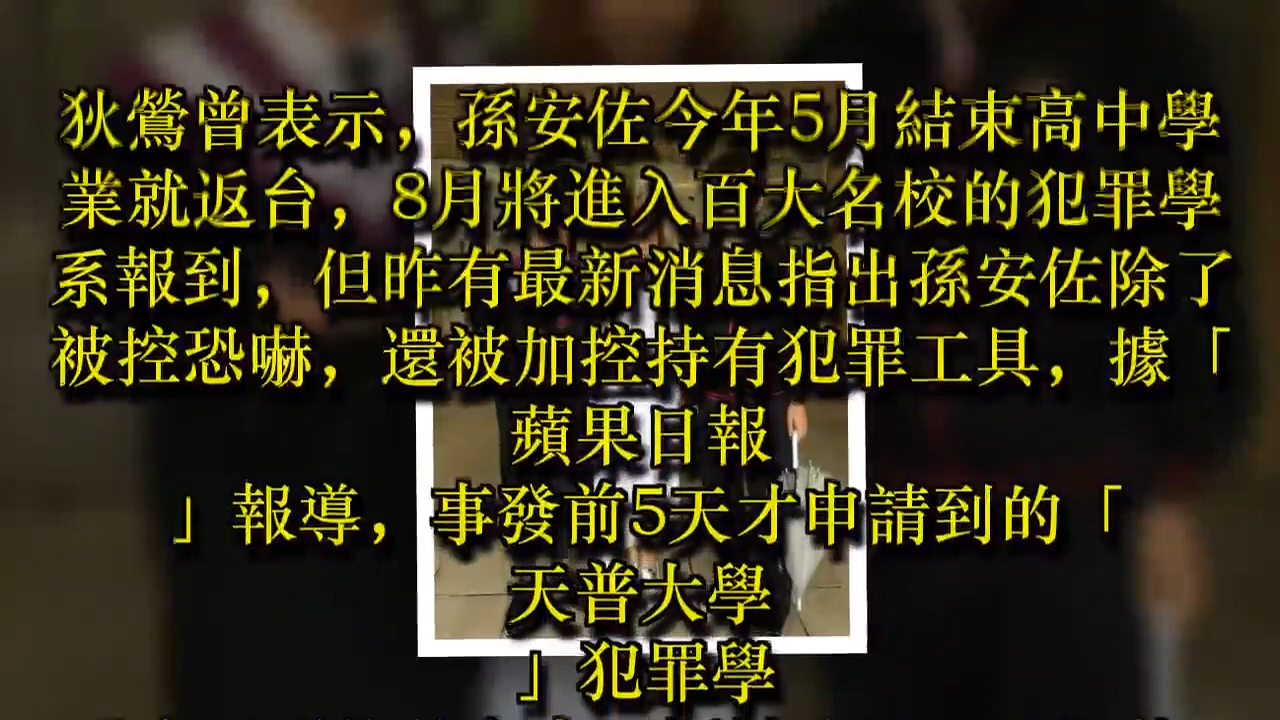 狄鶯曾表示，孫安佐今年5月結束高中學
業就返台，8月將進入百大名校的犯罪學
系報到，但昨有最新消息指出孫安佐除了
被控恐嚇，還被加控持有犯罪工具，據「
蘋果日報
」報導，事發前5天才申請到的「
天普大學
」犯罪學